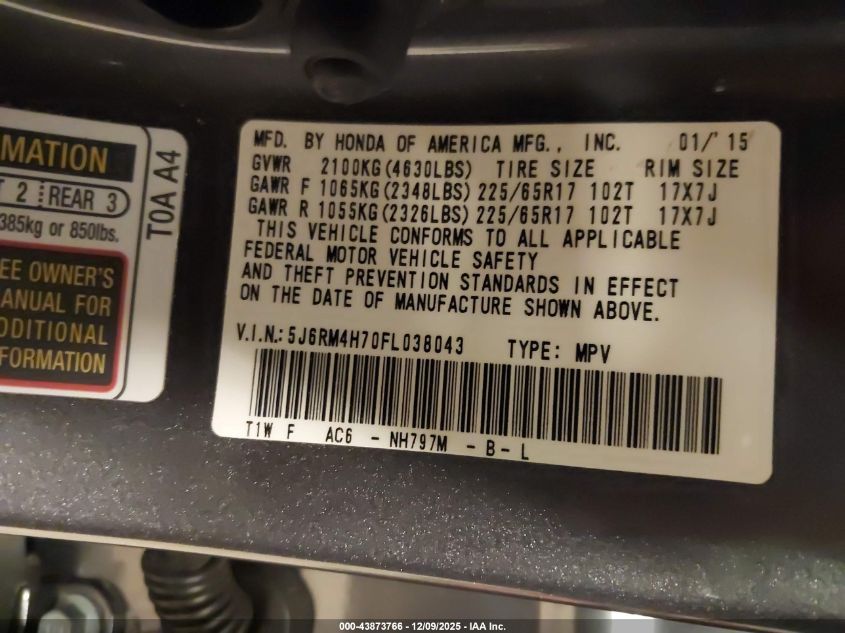 MATION
T 2 REAR 3
385kg or 850lbs.
EE OWNER'S
ANUAL FOR
DDITIONAL
FORMATION
T0A A4
MFD. BY HONDA OF AMERICA MFG., INC. 01/'15
GVWR 2100KG(4630LBS) TIRE SIZE RIM SIZE
GAWR F 1065KG(2348LBS) 225/65R17 102T 17X7J
GAWR R 1055KG(2326LBS) 225/65R17 102T 17X7J
THIS VEHICLE CONFORMS TO ALL APPLICABLE
FEDERAL MOTOR VEHICLE SAFETY
AND THEFT PREVENTION STANDARDS IN EFFECT
ON THE DATE OF MANUFACTURE SHOWN ABOVE.
V.I.N.: 5J6RM4H70FL038043 TYPE: MPV
T1W F AC6 - NH797M - B - L
000-43873766 - 12/09/2025 - IAA Inc.